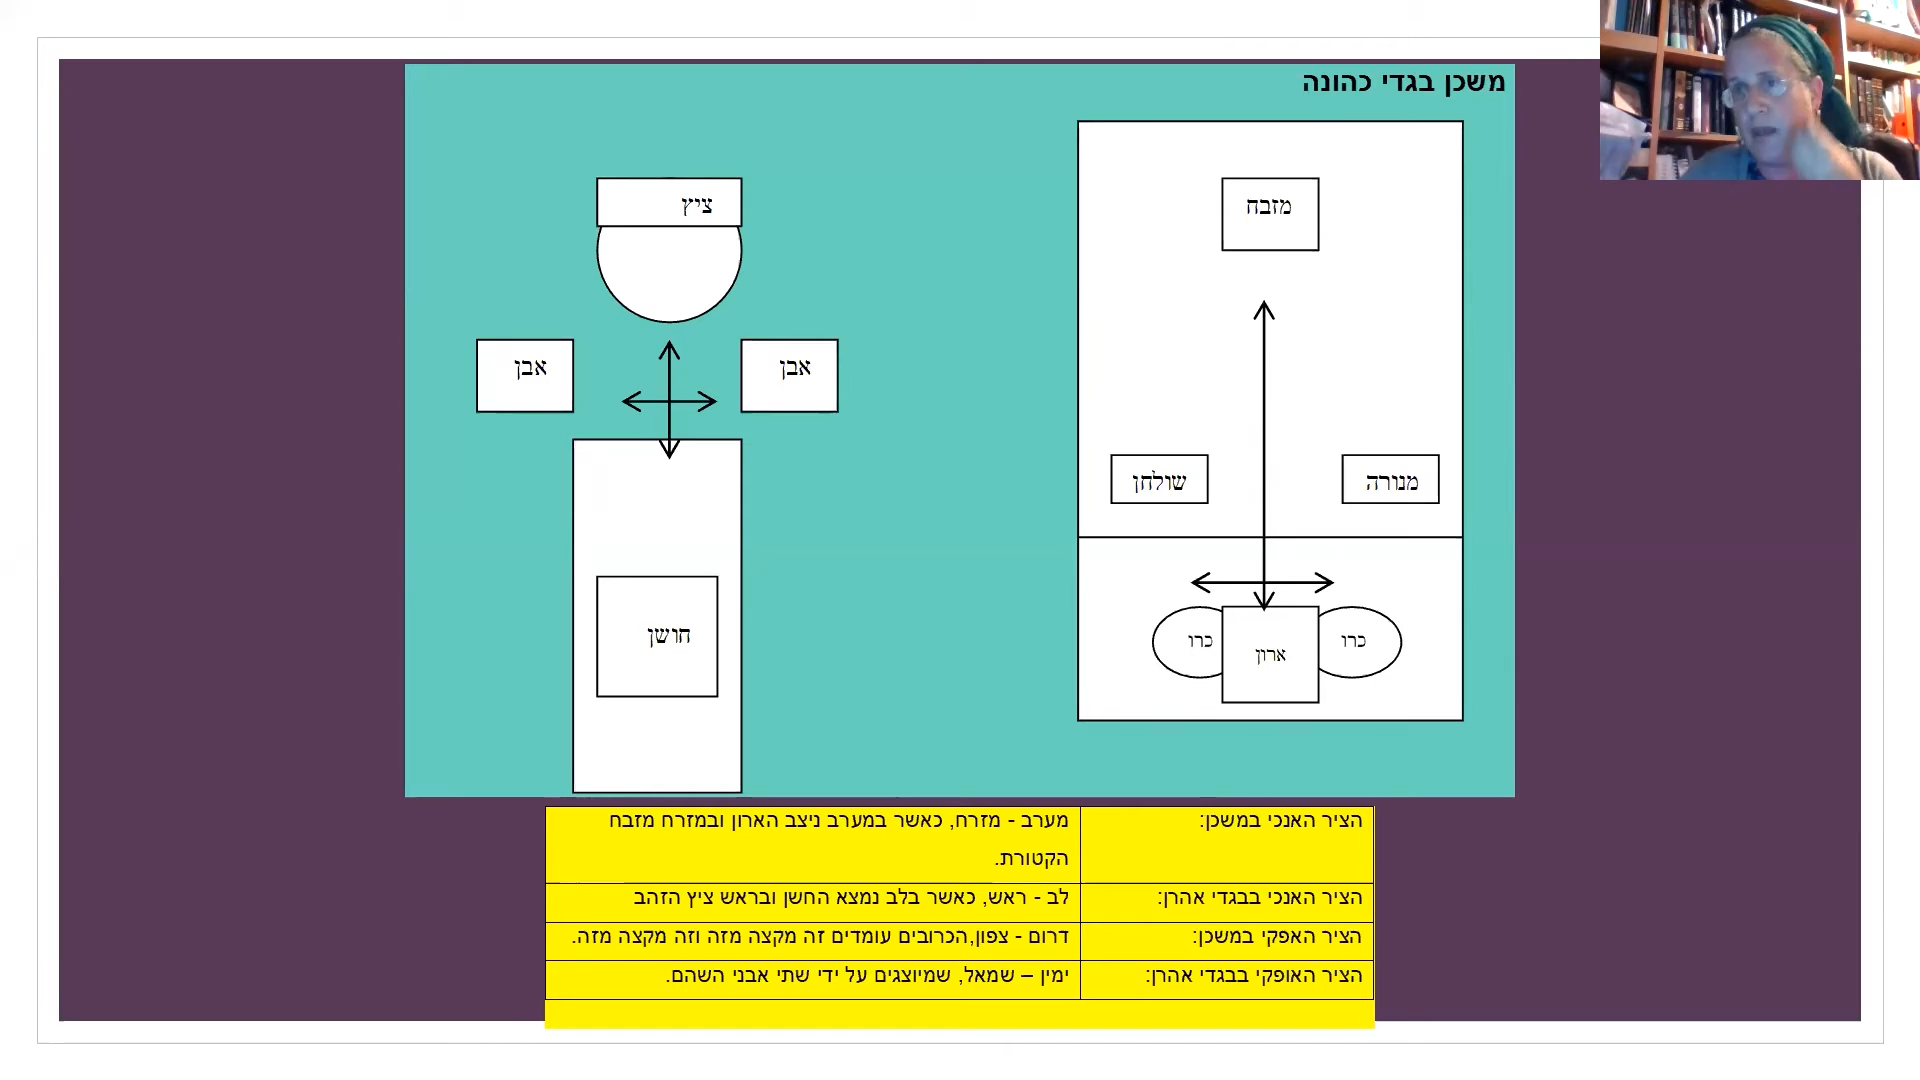 משכן בגדי כהונה
מזבח
ציץ
אבן
אבן
מנורה
שולחן
כרו
ארון
כרו
חושן
הציר האנכי במשכן:
מערב - מזרח, כאשר במערב ניצב הארון ובמזרח מזבח
הקטורת.
הציר האנכי בבגדי אהרן:
לב - ראש, כאשר בלב נמצא החשן ובראש ציץ הזהב
הציר האפקי במשכן:
דרום - צפון,הכרובים עומדים זה מקצה מזה וזה מקצה מזה.
הציר האופקי בבגדי אהרן:
ימין – שמאל, שמיוצגים על ידי שתי אבני השהם.